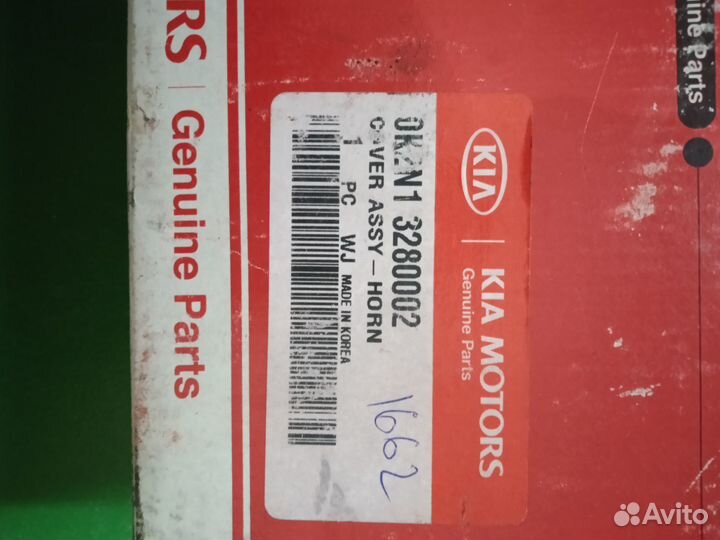 RS | Genuine Parts
ine Parts
KIA | KIA MOTORS
Genuine Parts
0K2N1 3280002
COVER ASSY-HORN
1 PC WJ MADE IN KOREA
1662
Avito